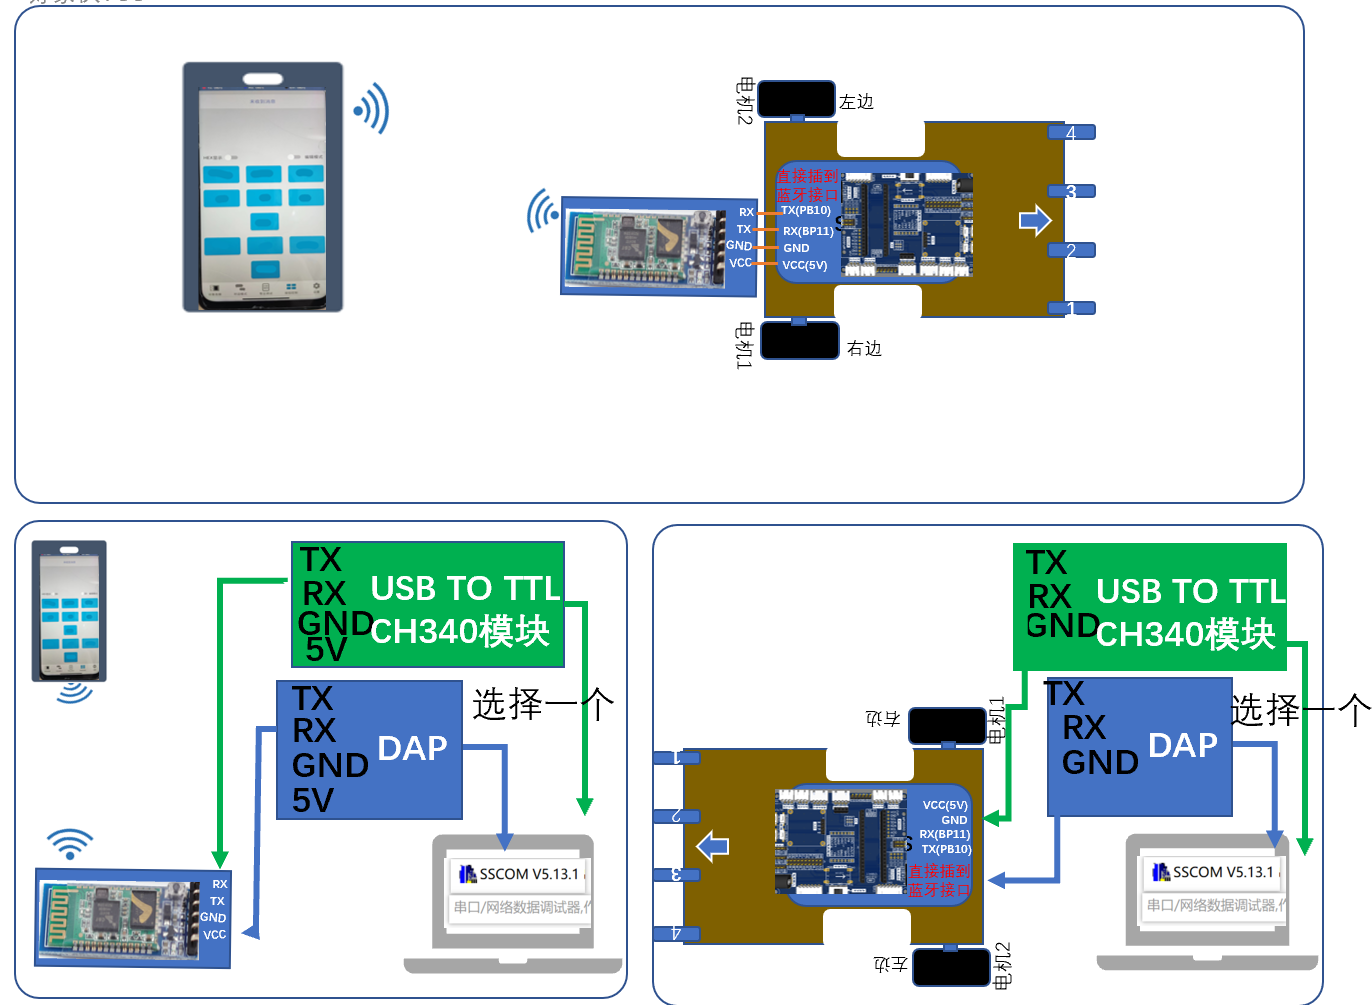 电机2
左边
4
3
2
1
直接插到
蓝牙接口
RX
TX(PB10)
TX
RX(BP11)
GND
GND
VCC
VCC(5V)
电机1
右边
TX
RX
GND
5V
USB TO TTL
CH340模块
TX
RX
GND
5V
DAP
选择一个
SSCOM V5.13.1
串口/网络数据调试器,作
RX
TX
GND
VCC
TX
RX
GND
USB TO TTL
CH340模块
TX
RX
GND
DAP
选择一个
右边
电机1
1
2
3
4
VCC(5V)
GND
RX(BP11)
TX(PB10)
直接插到
蓝牙接口
左边
电机2
SSCOM V5.13.1
串口/网络数据调试器,